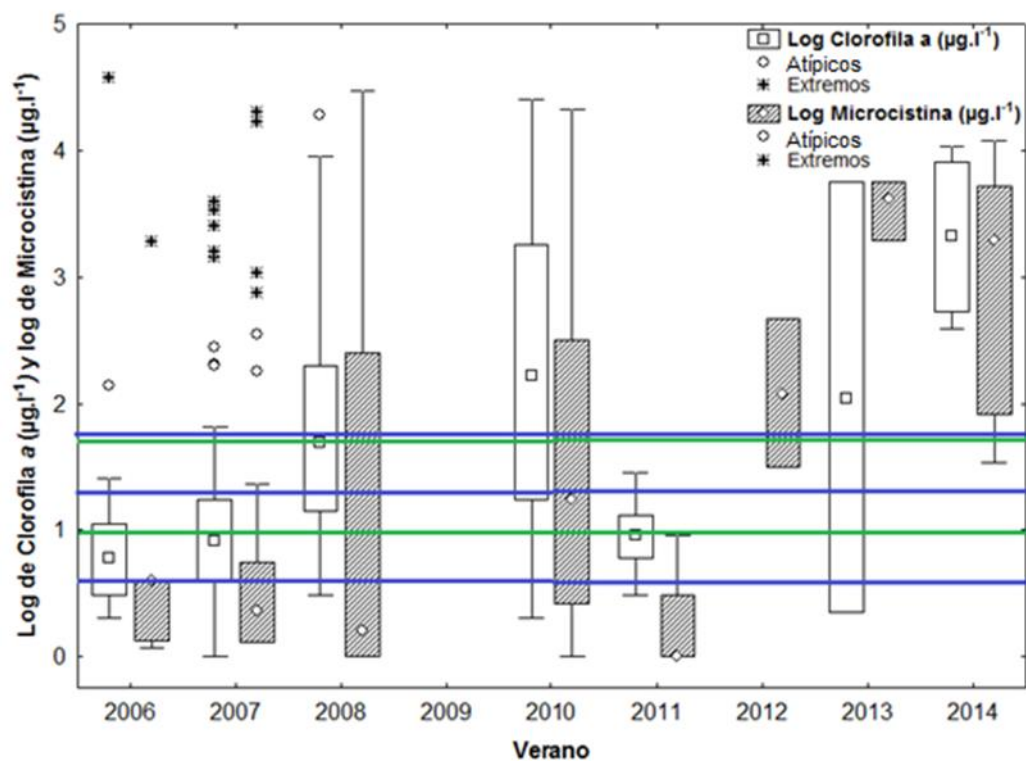 Log de Clorofila a (µg.l⁻¹) y log de Microcistina (µg.l⁻¹)
5
4
3
2
1
0
Log Clorofila a (µg.l⁻¹)
Atípicos
Extremos
Log Microcistina (µg.l⁻¹)
Atípicos
Extremos
2006 2007 2008 2009 2010 2011 2012 2013 2014
Verano